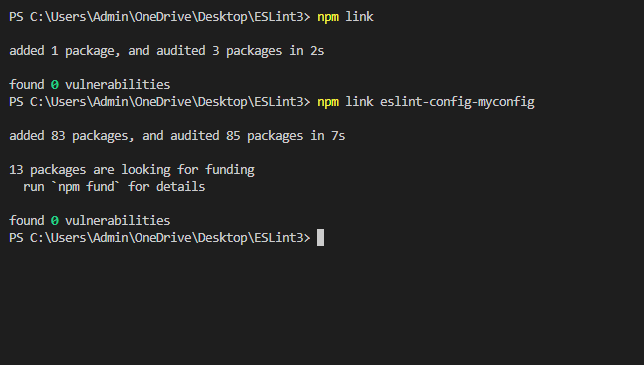 PS C:\Users\Admin\OneDrive\Desktop\ESLint3> npm link
added 1 package, and audited 3 packages in 2s
found 0 vulnerabilities
PS C:\Users\Admin\OneDrive\Desktop\ESLint3> npm link eslint-config-myconfig
added 83 packages, and audited 85 packages in 7s
13 packages are looking for funding
  run `npm fund` for details
found 0 vulnerabilities
PS C:\Users\Admin\OneDrive\Desktop\ESLint3>